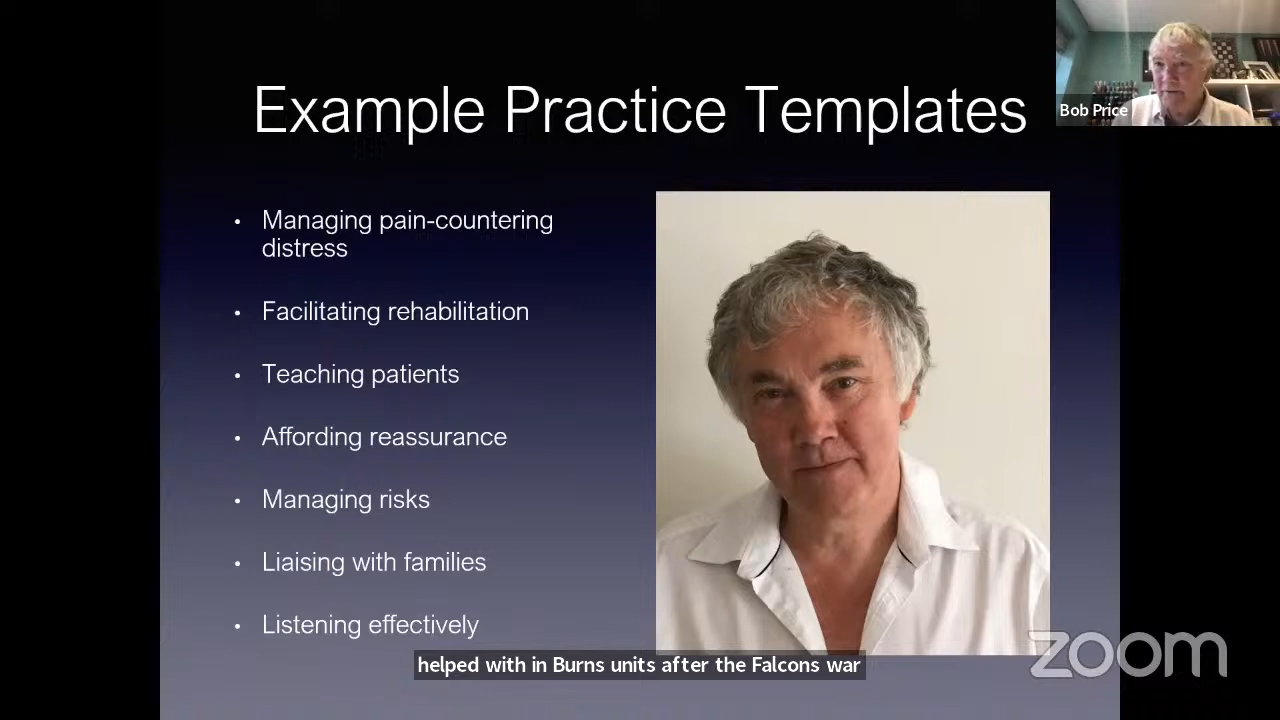 Example Practice Templates
Bob Price
• Managing pain-countering
distress
• Facilitating rehabilitation
• Teaching patients
• Affording reassurance
• Managing risks
• Liaising with families
• Listening effectively
helped with in Burns units after the Falcons war
zoom